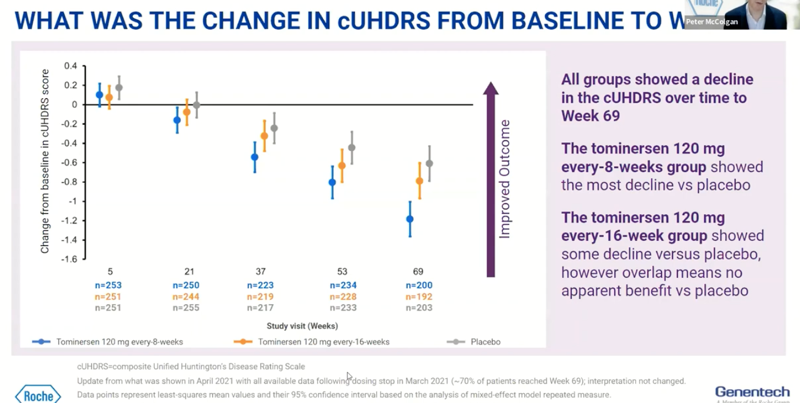 WHAT WAS THE CHANGE IN cUHDRS FROM BASELINE TO
Peter McColgan
Change from baseline in cUHDRS score
0.4
0.2
0
-0.2
-0.4
-0.6
-0.8
-1
-1.2
-1.4
-1.6
5 21 37 53 69
n=253 n=250 n=223 n=234 n=200
n=251 n=244 n=219 n=228 n=192
n=251 n=255 n=217 n=233 n=203
Study visit (Weeks)
Tominersen 120 mg every-8-weeks Tominersen 120 mg every-16-weeks Placebo
Improved Outcome
All groups showed a decline
in the cUHDRS over time to
Week 69
The tominersen 120 mg
every-8-weeks group showed
the most decline vs placebo
The tominersen 120 mg
every-16-week group showed
some decline versus placebo,
however overlap means no
apparent benefit vs placebo
cUHDRS=composite Unified Huntington's Disease Rating Scale
Update from what was shown in April 2021 with all available data following dosing stop in March 2021 (~70% of patients reached Week 69); interpretation not changed.
Data points represent least-squares mean values and their 95% confidence interval based on the analysis of mixed-effect model repeated measure.
Roche
Genentech
A Member of the Roche Group